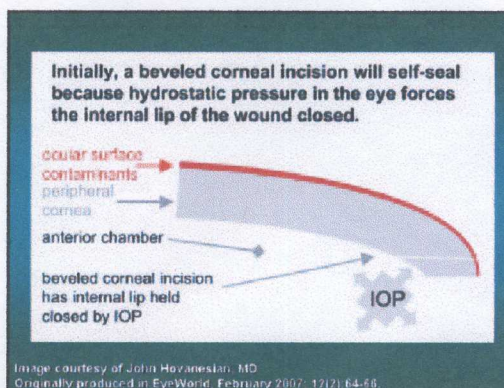 Initially, a beveled corneal incision will self-seal
because hydrostatic pressure in the eye forces
the internal lip of the wound closed.
ocular surface
contaminants
peripheral
cornea
anterior chamber
beveled corneal incision
has internal lip held
closed by IOP
IOP
Image courtesy of John Hovanesian, MD
Originally produced in EyeWorld, February 2007; 12(2) 64-66.